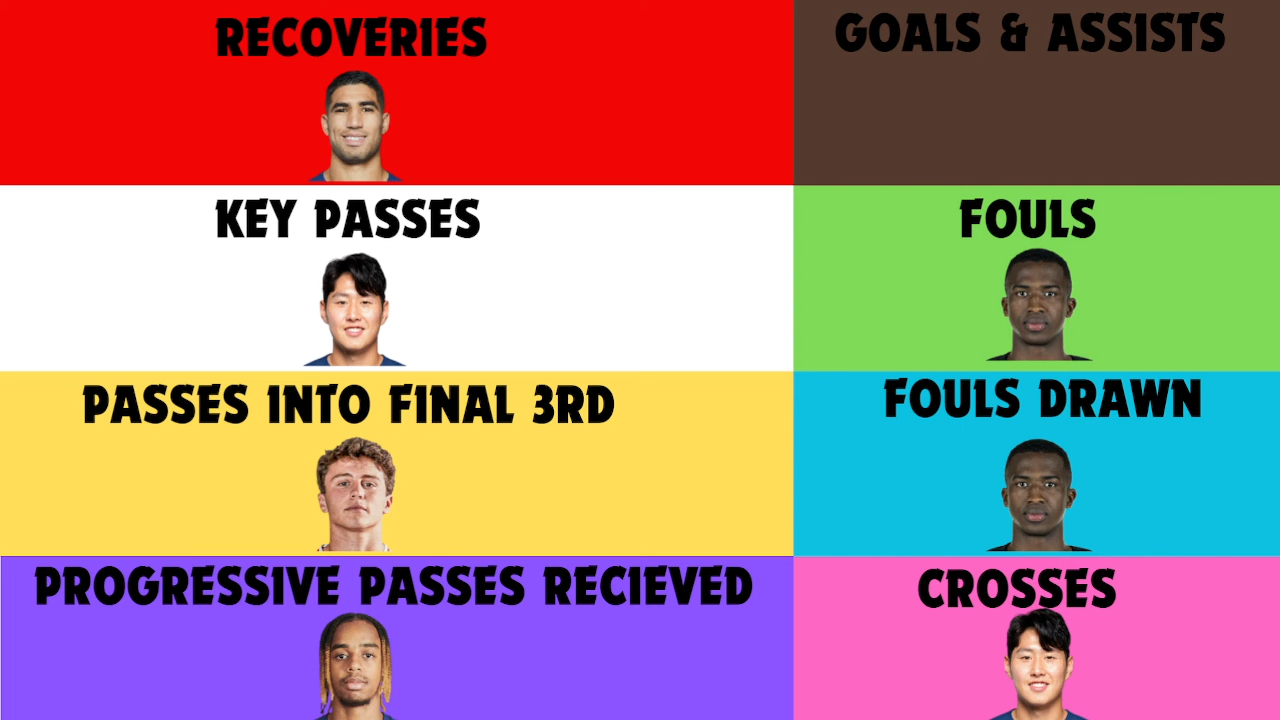 RECOVERIES
GOALS & ASSISTS
KEY PASSES
FOULS
PASSES INTO FINAL 3RD
FOULS DRAWN
PROGRESSIVE PASSES RECIEVED
CROSSES